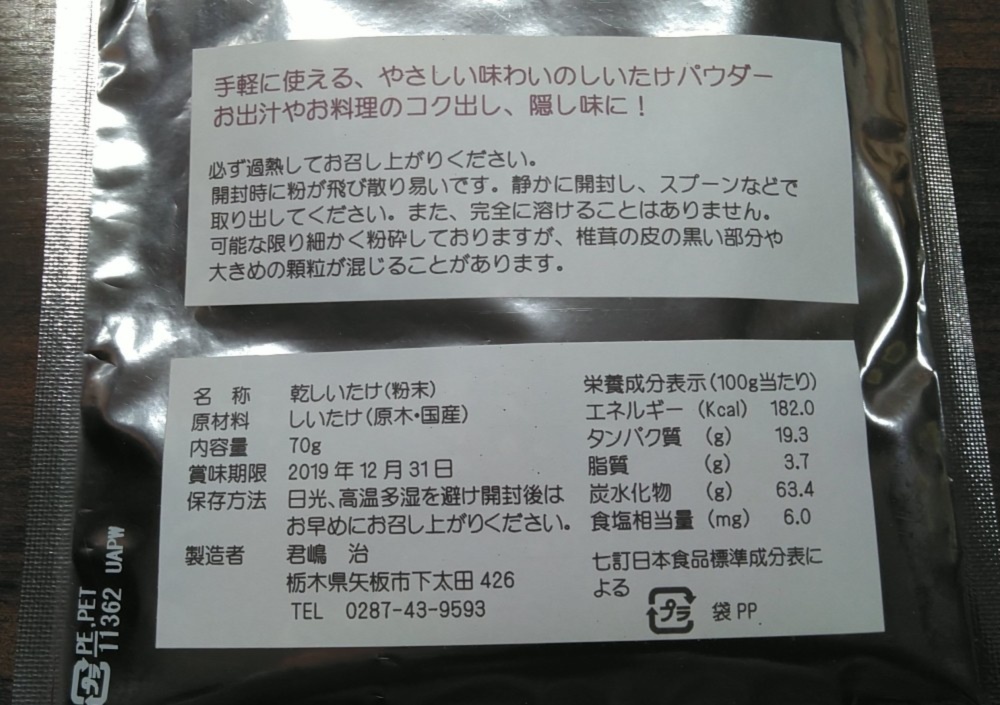 手軽に使える、やさしい味わいのしいたけパウダー
お出汁やお料理のコク出し、隠し味に！
必ず過熱してお召し上がりください。
開封時に粉が飛び散り易いです。静かに開封し、スプーンなどで
取り出してください。また、完全に溶けることはありません。
可能な限り細かく粉砕しておりますが、椎茸の皮の黒い部分や
大きめの顆粒が混じることがあります。
名 称 乾しいたけ(粉末)
原材料 しいたけ(原木・国産)
内容量 70g
賞味期限 2019年12月31日
保存方法 日光、高温多湿を避け開封後は
お早めにお召し上がりください。
製造者 君嶋 治
栃木県矢板市下太田426
TEL 0287-43-9593
栄養成分表示(100g当たり)
エネルギー (Kcal) 182.0
タンパク質 (g) 19.3
脂質 (g) 3.7
炭水化物 (g) 63.4
食塩相当量 (mg) 6.0
七訂日本食品標準成分表に
よる
プラ 袋PP
プラ PE,PET
11362 UAPW